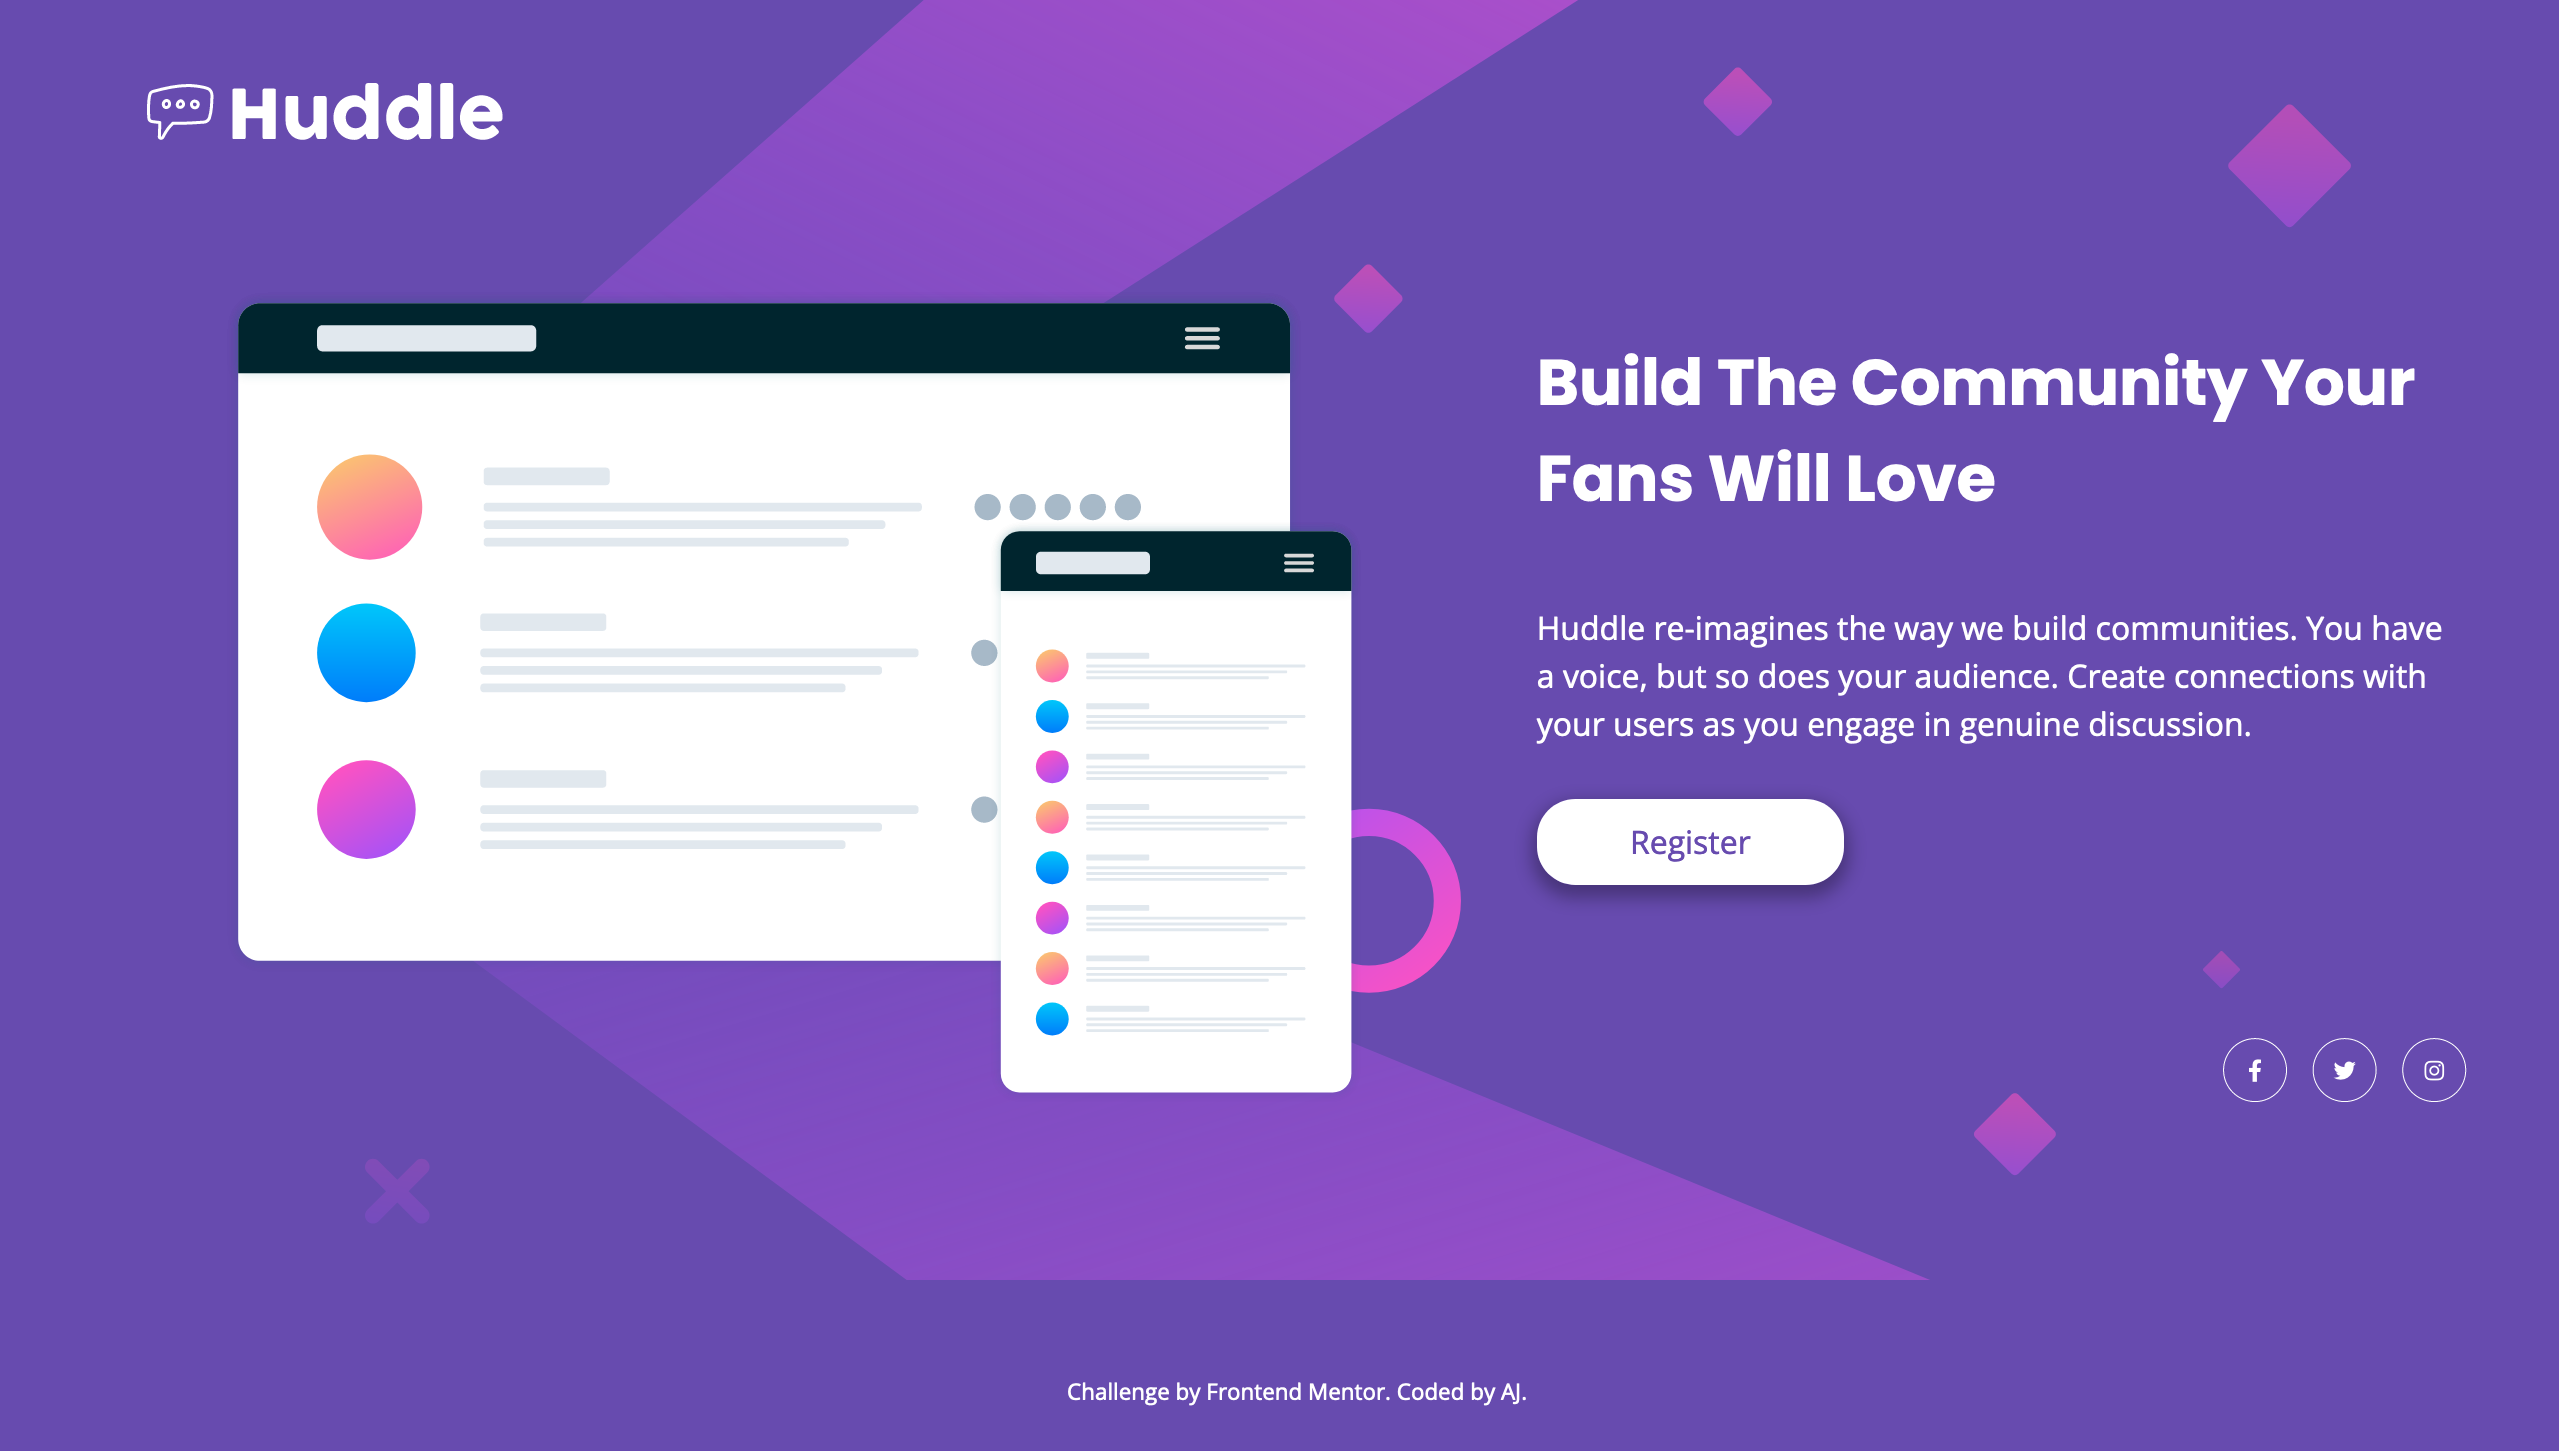 Huddle
Build The Community Your
Fans Will Love
Huddle re-imagines the way we build communities. You have
a voice, but so does your audience. Create connections with
your users as you engage in genuine discussion.
Register
Challenge by Frontend Mentor. Coded by AJ.